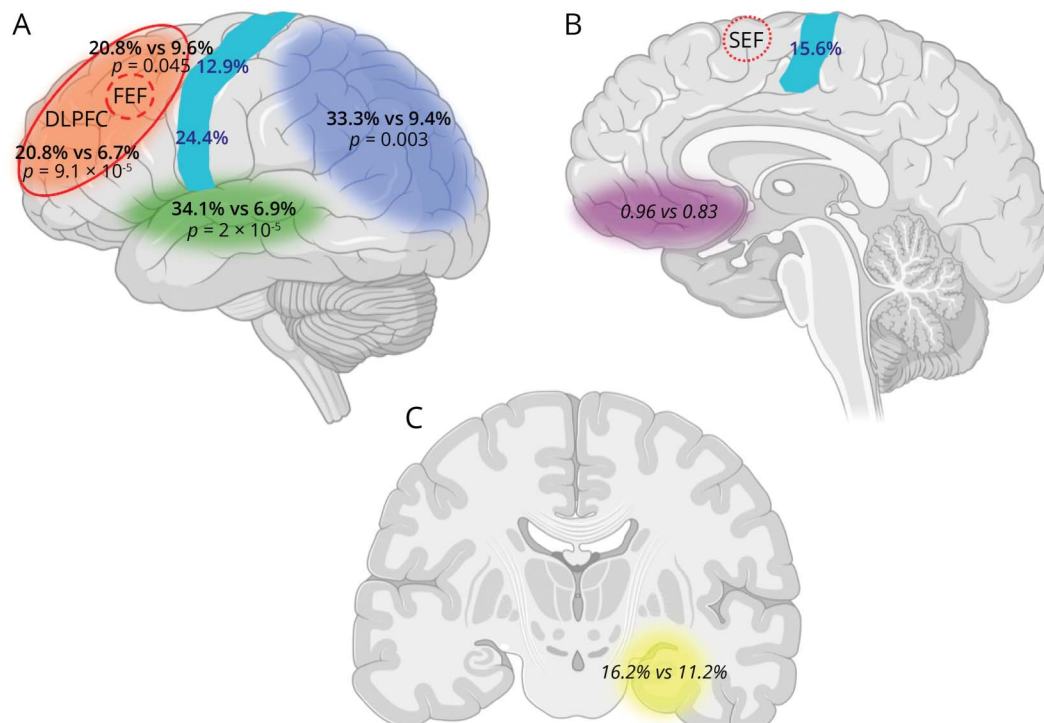 A
20.8% vs 9.6%
p = 0.045
12.9%
FEF
DLPFC
24.4%
20.8% vs 6.7%
p = 9.1 × 10⁻⁵
33.3% vs 9.4%
p = 0.003
34.1% vs 6.9%
p = 2 × 10⁻⁵
B
SEF
15.6%
0.96 vs 0.83
C
16.2% vs 11.2%